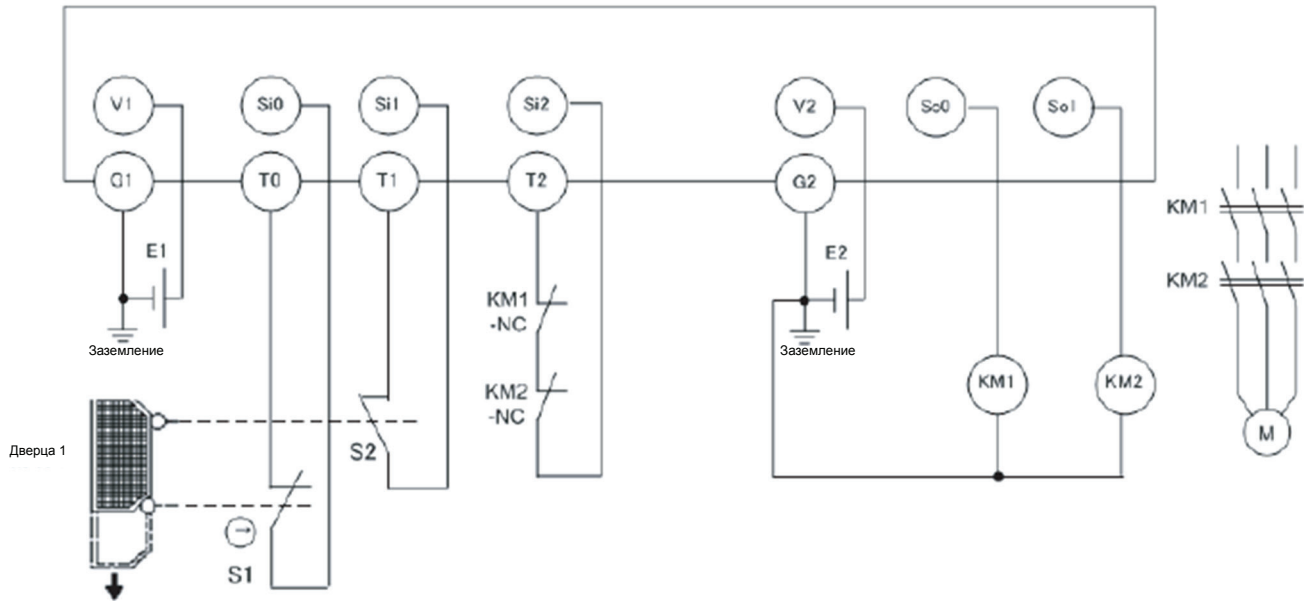 V1
Si0
Si1
Si2
V2
So0
So1
G1
T0
T1
T2
G2
KM1
E1
E2
KM2
KM1
-NC
Заземление
Заземление
KM2
-NC
KM1
KM2
M
Дверца 1
S2
S1